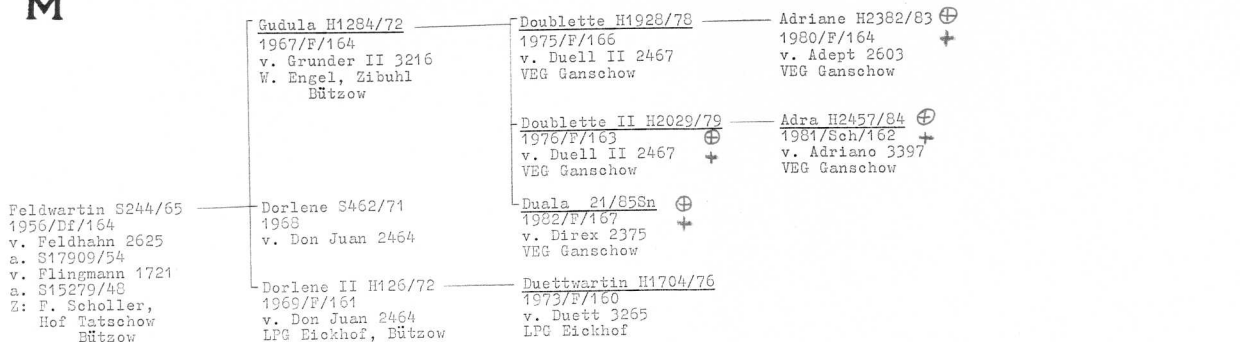 M
Gudula H1284/72
1967/F/164
v. Grunder II 3216
W. Engel, Zibuhl
Bützow
Doublette H1928/78
1975/F/166
v. Duell II 2467
VEG Ganschow
Adriane H2382/83
1980/F/164
v. Adept 2603
VEG Ganschow
Doublette II H2029/79
1976/F/163
v. Duell II 2467
VEG Ganschow
Adra H2457/84
1981/Sch/162
v. Adriano 3397
VEG Ganschow
Feldwartin S244/65
1956/Df/164
v. Feldhahn 2625
a. S17909/54
v. Flingmann 1721
a. S15279/48
Z: F. Scholler,
Hof Tatschow
Bützow
Dorlene S462/71
1968
v. Don Juan 2464
Duala 21/85Sn
1982/F/167
v. Direx 2375
VEG Ganschow
Dorlene II H126/72
1969/F/161
v. Don Juan 2464
LPG Eickhof, Bützow
Duettwartin H1704/76
1973/F/160
v. Duett 3265
LPG Eickhof